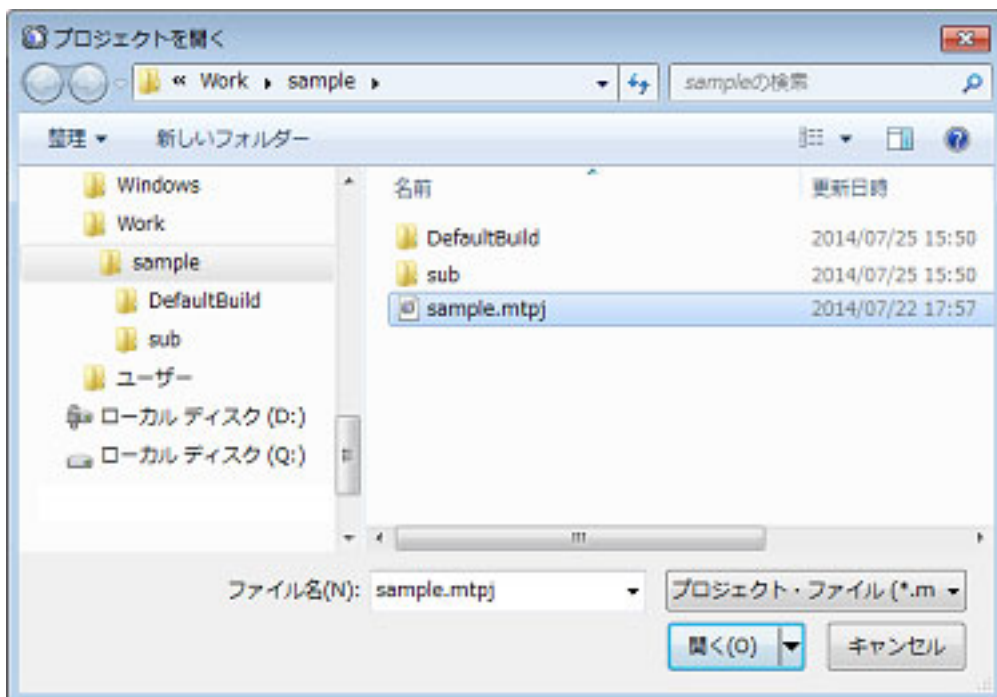 プロジェクトを開く
« Work ▸ sample ▸
sampleの検索
整理 ▼ 新しいフォルダー
Windows
Work
sample
DefaultBuild
sub
ユーザー
ローカル ディスク (D:)
ローカル ディスク (Q:)
名前 更新日時
DefaultBuild 2014/07/25 15:50
sub 2014/07/25 15:50
sample.mtpj 2014/07/22 17:57
ファイル名(N): sample.mtpj プロジェクト・ファイル (*.m
開く(O) キャンセル